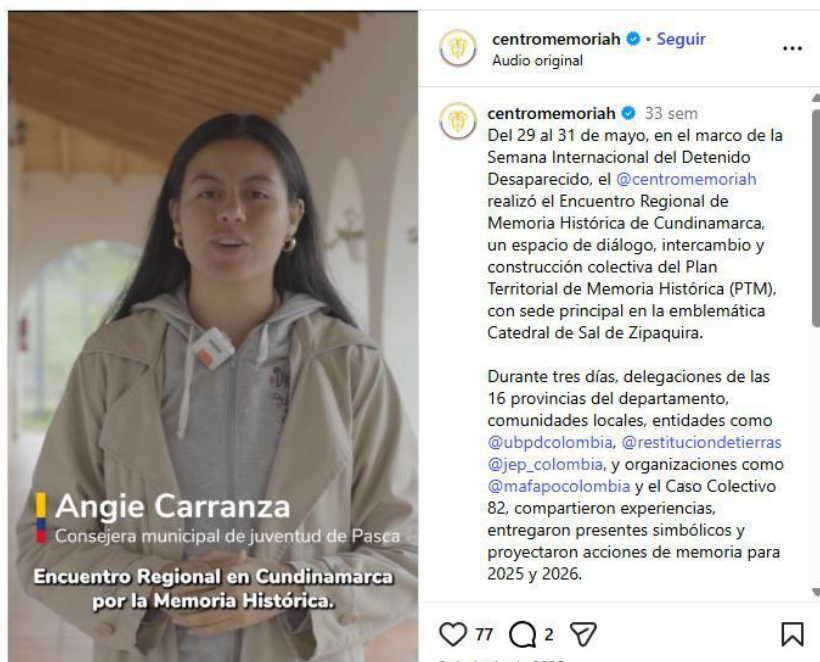 centromemoriah • Seguir
Audio original
centromemoriah 33 sem
Del 29 al 31 de mayo, en el marco de la
Semana Internacional del Detenido
Desaparecido, el @centromemoriah
realizó el Encuentro Regional de
Memoria Histórica de Cundinamarca,
un espacio de diálogo, intercambio y
construcción colectiva del Plan
Territorial de Memoria Histórica (PTM),
con sede principal en la emblemática
Catedral de Sal de Zipaquira.
Durante tres días, delegaciones de las
16 provincias del departamento,
comunidades locales, entidades como
@ubpdcolombia, @restituciondetierras
@jep_colombia, y organizaciones como
@mafapocolombia y el Caso Colectivo
82, compartieron experiencias,
entregaron presentes simbólicos y
proyectaron acciones de memoria para
2025 y 2026.
77 2
Angie Carranza
Consejera municipal de juventud de Pasca
Encuentro Regional en Cundinamarca
por la Memoria Histórica.